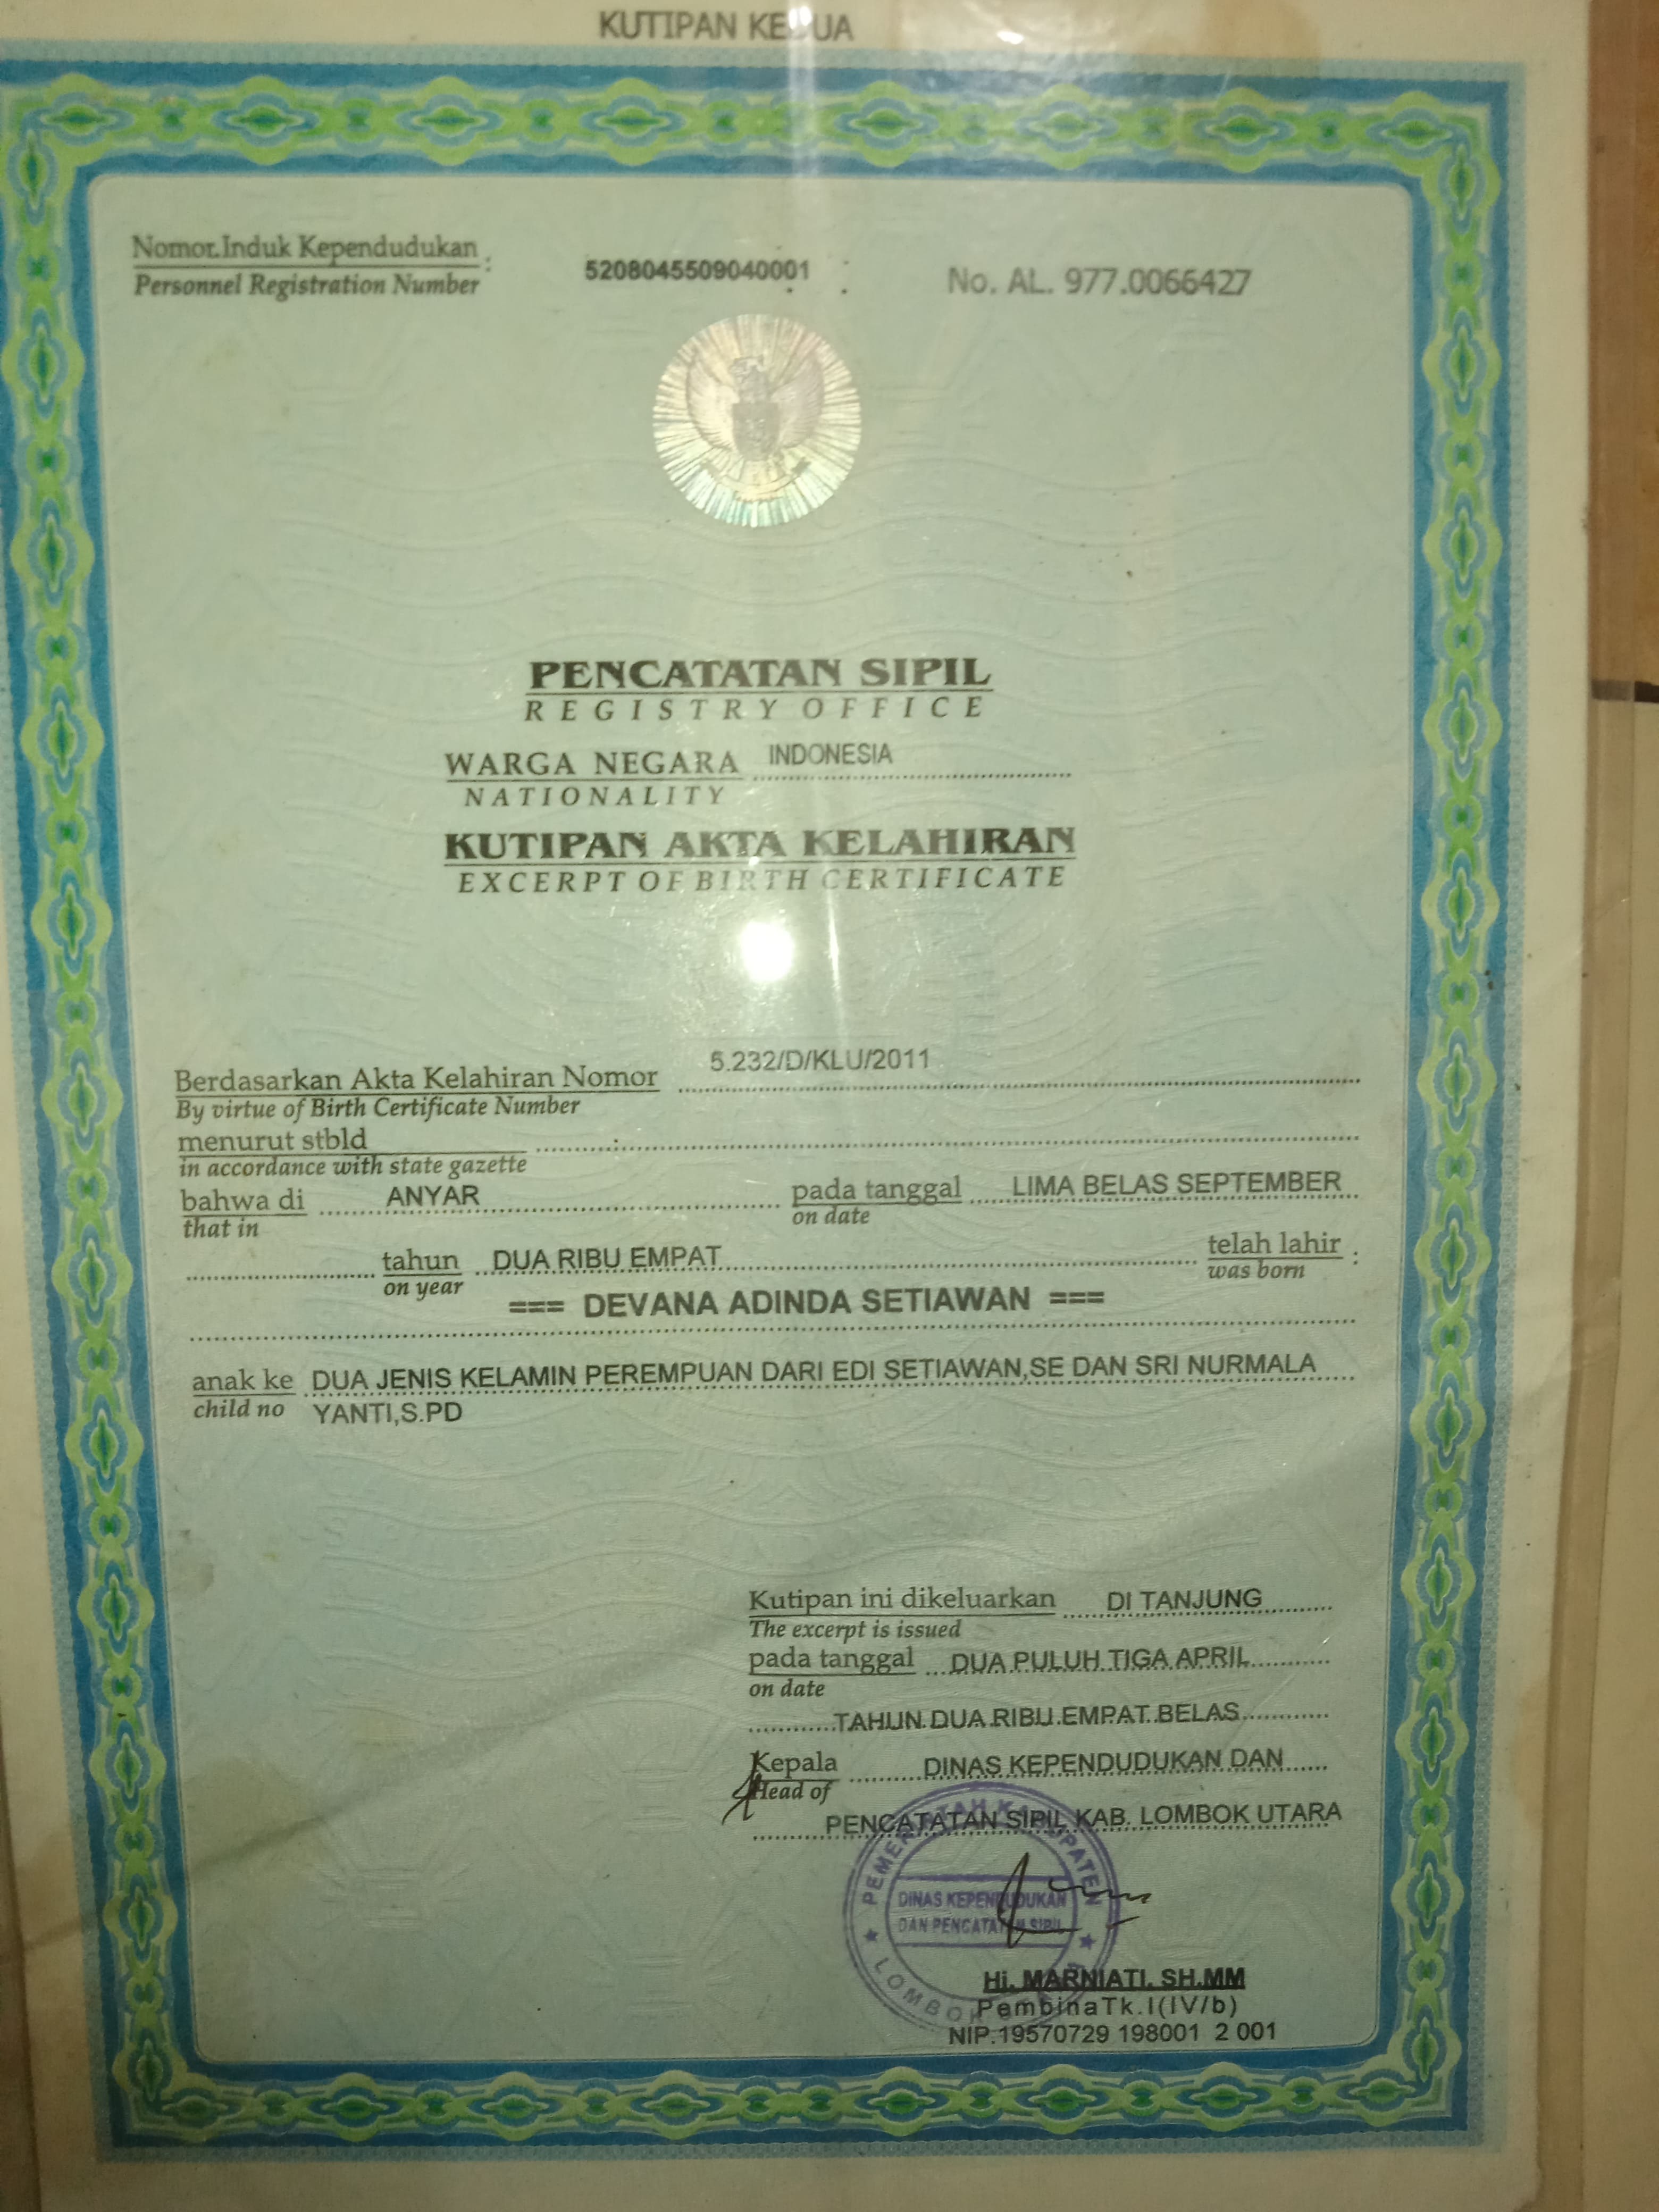 KUTIPAN KEDUA
Nomor.Induk Kependudukan :
Personnel Registration Number
5208045509040001
No. AL. 977.0066427
PENCATATAN SIPIL
REGISTRY OFFICE
WARGA NEGARA INDONESIA
NATIONALITY
KUTIPAN AKTA KELAHIRAN
EXCERPT OF BIRTH CERTIFICATE
Berdasarkan Akta Kelahiran Nomor 5.232/D/KLU/2011
By virtue of Birth Certificate Number
menurut stbld
in accordance with state gazette
bahwa di ANYAR pada tanggal LIMA BELAS SEPTEMBER
that in on date
tahun DUA RIBU EMPAT telah lahir :
on year was born
=== DEVANA ADINDA SETIAWAN ===
anak ke DUA JENIS KELAMIN PEREMPUAN DARI EDI SETIAWAN,SE DAN SRI NURMALA
child no YANTI,S.PD
Kutipan ini dikeluarkan DI TANJUNG
The excerpt is issued
pada tanggal DUA PULUH TIGA APRIL
on date
TAHUN DUA RIBU EMPAT BELAS
Kepala DINAS KEPENDUDUKAN DAN
Head of
PENCATATAN SIPIL KAB. LOMBOK UTARA
PEMERINTAH KABUPATEN
DINAS KEPENDUDUKAN
DAN PENCATATAN SIPIL
LOMBOK
Hj. MARNIATI, SH.MM
PembinaTk.I(IV/b)
NIP.19570729 198001 2 001